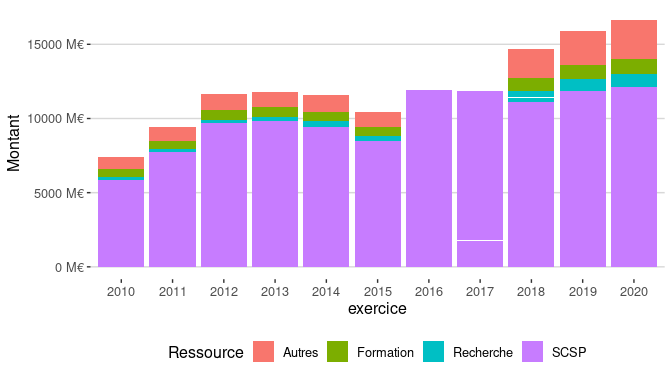 Montant
15000 M€
10000 M€
5000 M€
0 M€
2010 2011 2012 2013 2014 2015 2016 2017 2018 2019 2020
exercice
Ressource Autres Formation Recherche SCSP